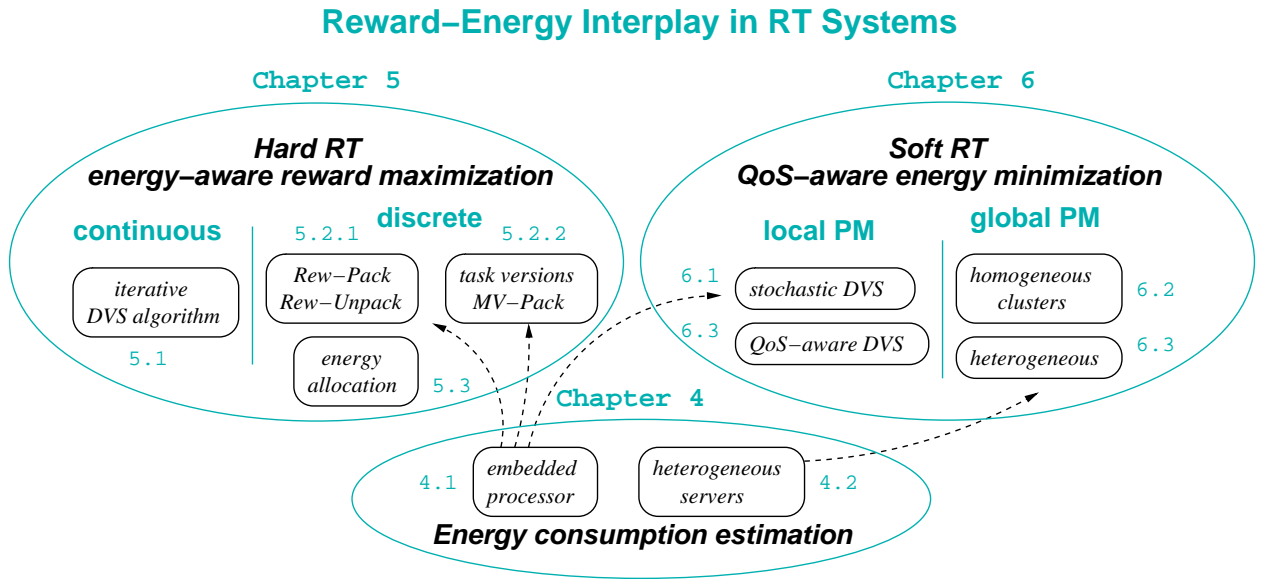 Reward–Energy Interplay in RT Systems
Chapter 5
Hard RT
energy–aware reward maximization
continuous
discrete
5.2.1
5.2.2
iterative
DVS algorithm
5.1
Rew–Pack
Rew–Unpack
task versions
MV–Pack
energy
allocation
5.3
Chapter 6
Soft RT
QoS–aware energy minimization
local PM
global PM
6.1
stochastic DVS
6.3
QoS–aware DVS
homogeneous
clusters
6.2
heterogeneous
6.3
Chapter 4
4.1
embedded
processor
heterogeneous
servers
4.2
Energy consumption estimation